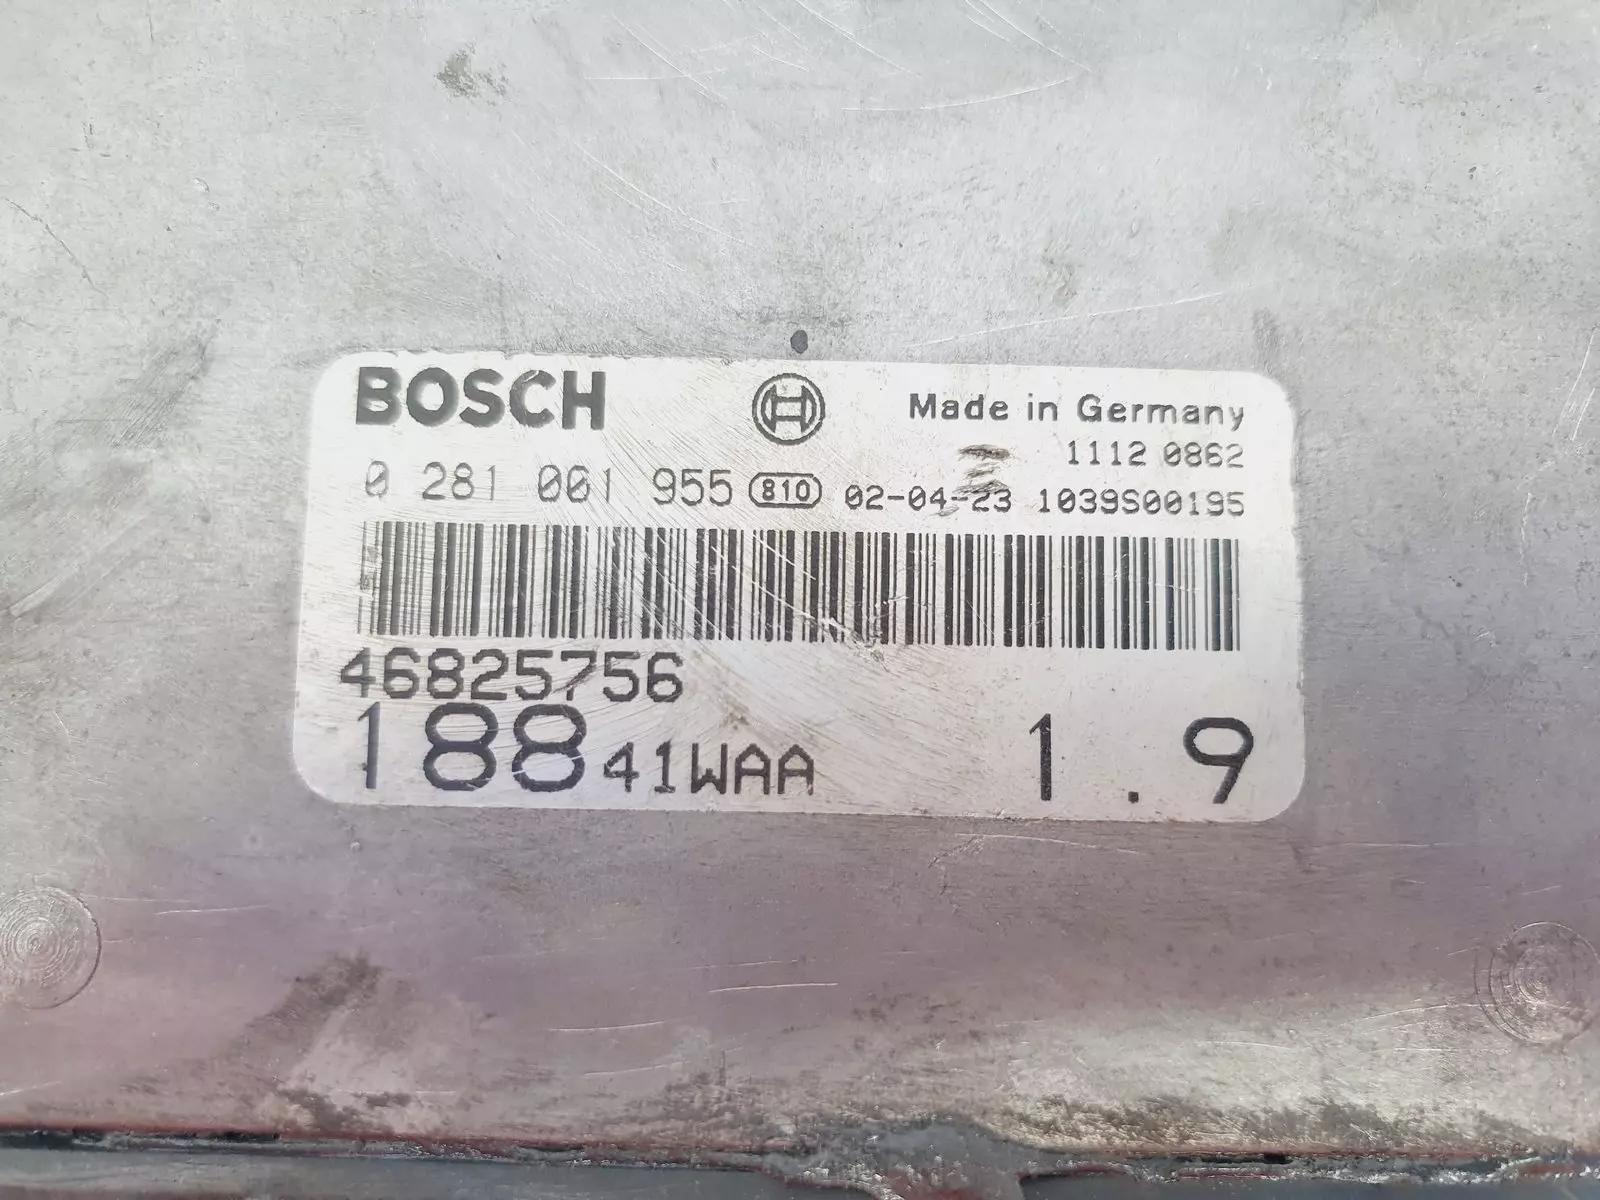 BOSCH
Made in Germany
1112 0862
0 281 001 955 810 02-04-23 1039S00195
46825756
188 41WAA 1.9